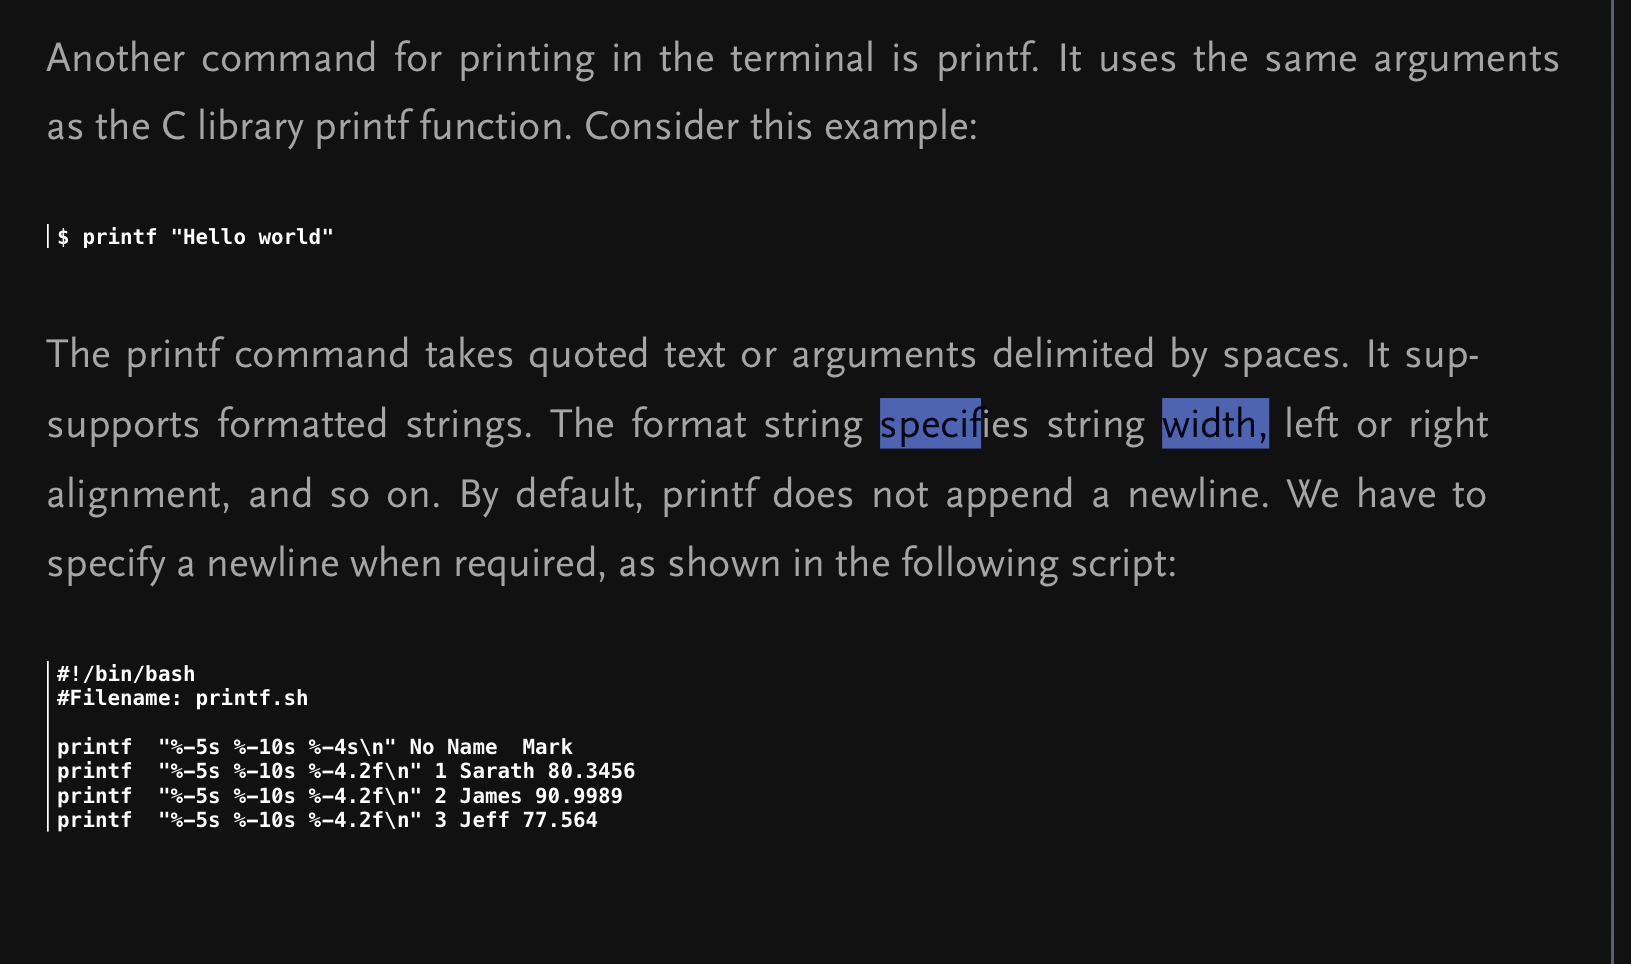 Another command for printing in the terminal is printf. It uses the same arguments
as the C library printf function. Consider this example:
$ printf "Hello world"
The printf command takes quoted text or arguments delimited by spaces. It sup-
supports formatted strings. The format string specifies string width, left or right
alignment, and so on. By default, printf does not append a newline. We have to
specify a newline when required, as shown in the following script:
#!/bin/bash
#Filename: printf.sh
printf  "%-5s %-10s %-4s\n" No Name  Mark
printf  "%-5s %-10s %-4.2f\n" 1 Sarath 80.3456
printf  "%-5s %-10s %-4.2f\n" 2 James 90.9989
printf  "%-5s %-10s %-4.2f\n" 3 Jeff 77.564